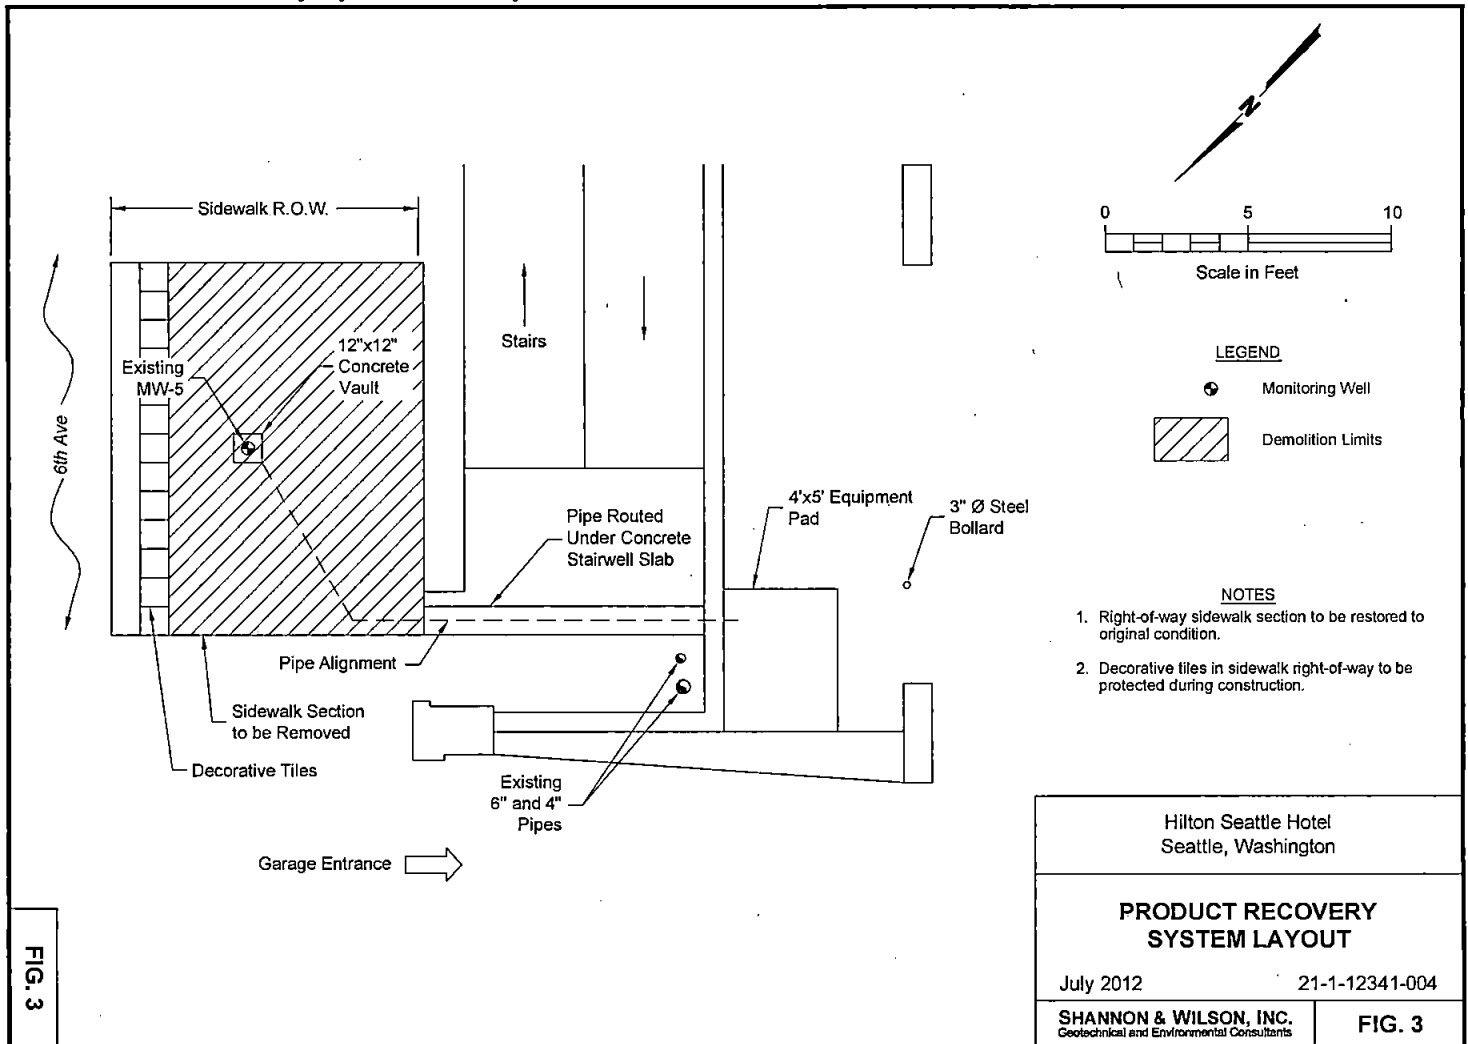 N
Sidewalk R.O.W.
0 5 10
Scale in Feet
Stairs
12"x12"
Concrete
Vault
Existing
MW-5
LEGEND
Monitoring Well
Demolition Limits
6th Ave
4'x5' Equipment
Pad
3" Ø Steel
Bollard
Pipe Routed
Under Concrete
Stairwell Slab
NOTES
1. Right-of-way sidewalk section to be restored to
original condition.
2. Decorative tiles in sidewalk right-of-way to be
protected during construction.
Pipe Alignment
Sidewalk Section
to be Removed
Decorative Tiles
Existing
6" and 4"
Pipes
Garage Entrance
Hilton Seattle Hotel
Seattle, Washington
PRODUCT RECOVERY
SYSTEM LAYOUT
July 2012 21-1-12341-004
SHANNON & WILSON, INC.
Geotechnical and Environmental Consultants
FIG. 3
FIG. 3